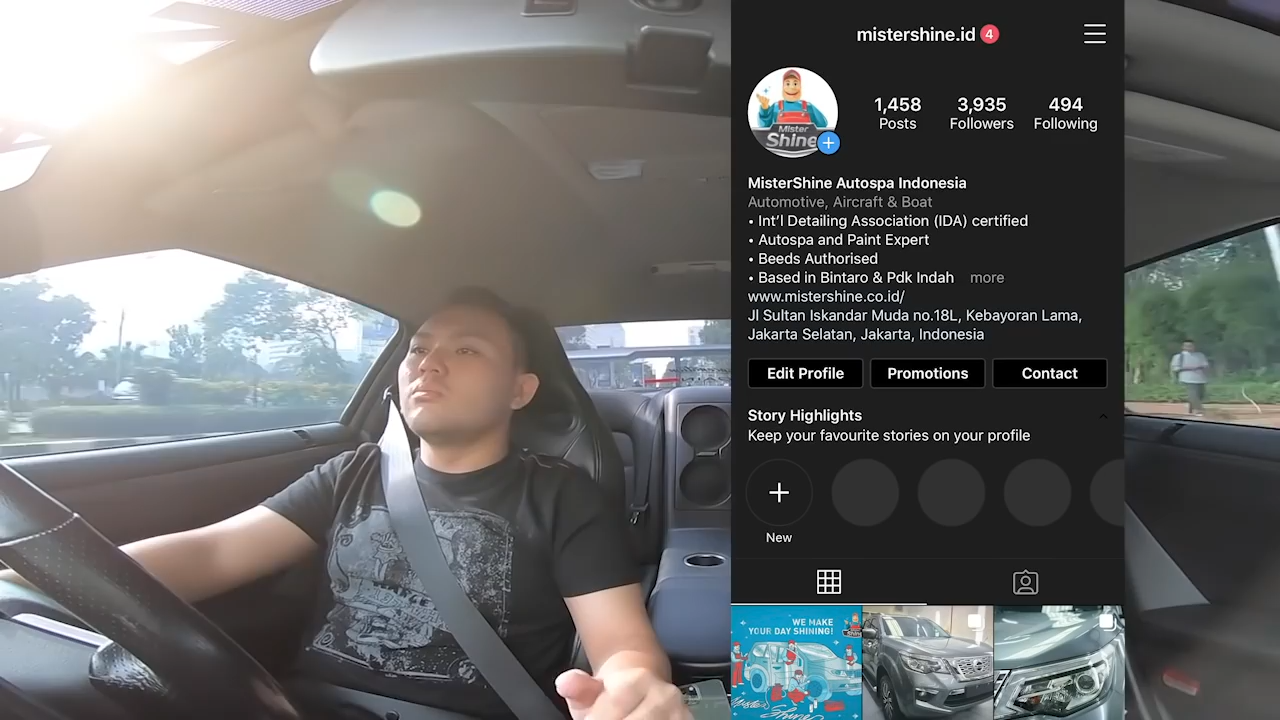 mistershine.id 4
Mister
Shine
1,458
Posts
3,935
Followers
494
Following
MisterShine Autospa Indonesia
Automotive, Aircraft & Boat
• Int'l Detailing Association (IDA) certified
• Autospa and Paint Expert
• Beeds Authorised
• Based in Bintaro & Pdk Indah more
www.mistershine.co.id/
Jl Sultan Iskandar Muda no.18L, Kebayoran Lama,
Jakarta Selatan, Jakarta, Indonesia
Edit Profile
Promotions
Contact
Story Highlights
Keep your favourite stories on your profile
New
WE MAKE
YOUR DAY SHINING!
Mister Shine